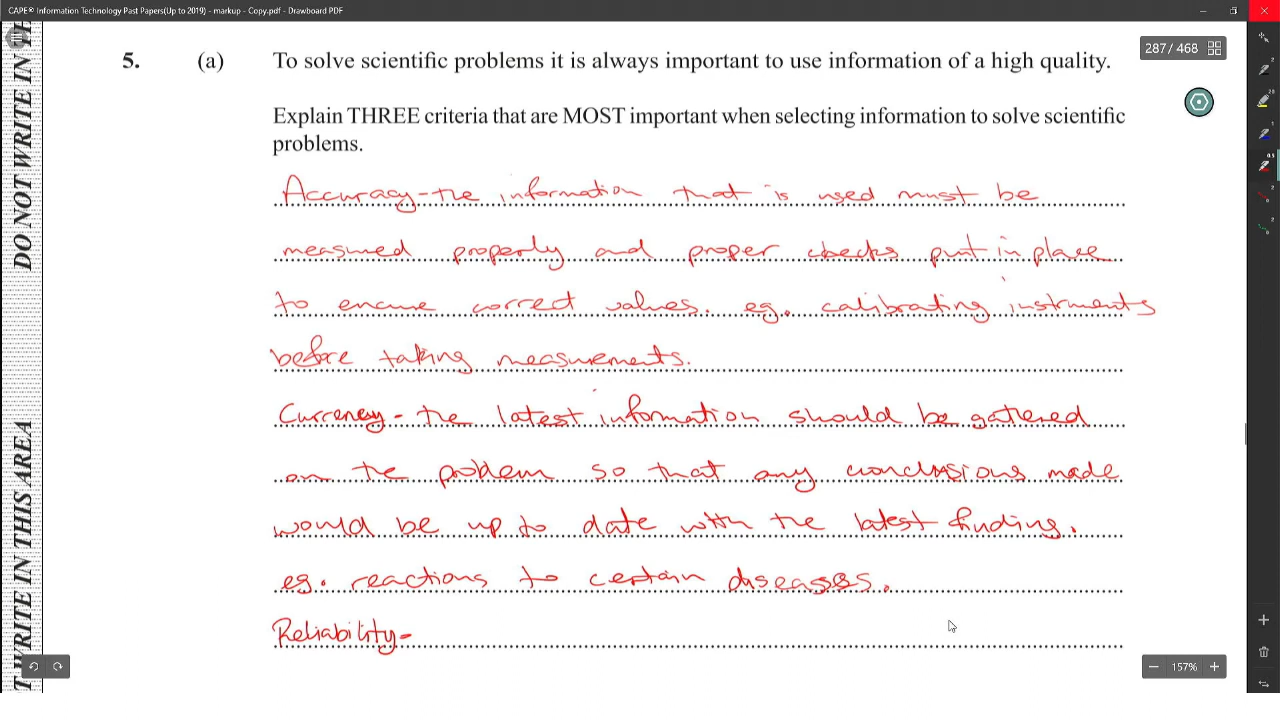 CAPE® Information Technology Past Papers(Up to 2019) - markup - Copy.pdf - Drawboard PDF
287 / 468
5. (a) To solve scientific problems it is always important to use information of a high quality.
Explain THREE criteria that are MOST important when selecting information to solve scientific
problems.
Accuracy - the information that is used must be
measured properly and proper checks put in place
to ensure correct values. eg. calibrating instruments
before taking measurements.
Currency - the latest information should be gathered
on the problem so that any conclusions made
would be up to date with the latest finding.
eg. reactions to certain diseases.
Reliability -
DO NOT WRITE IN
WRITE IN THIS AREA
157%